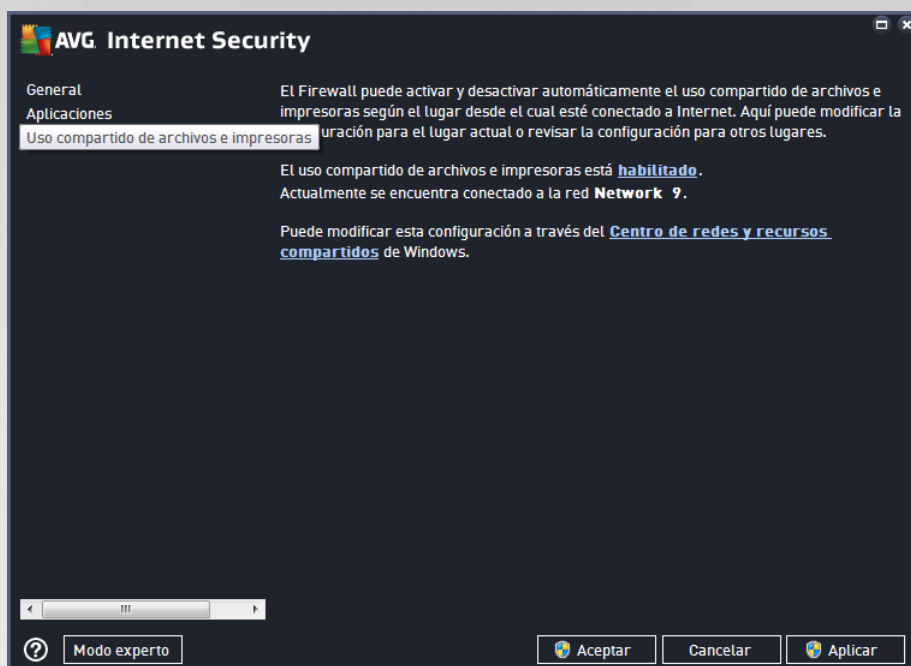 AVG Internet Security
General
Aplicaciones
Uso compartido de archivos e impresoras
El Firewall puede activar y desactivar automáticamente el uso compartido de archivos e
impresoras según el lugar desde el cual esté conectado a Internet. Aquí puede modificar la
uración para el lugar actual o revisar la configuración para otros lugares.
El uso compartido de archivos e impresoras está habilitado.
Actualmente se encuentra conectado a la red Network 9.
Puede modificar esta configuración a través del Centro de redes y recursos
compartidos de Windows.
Modo experto
Aceptar
Cancelar
Aplicar